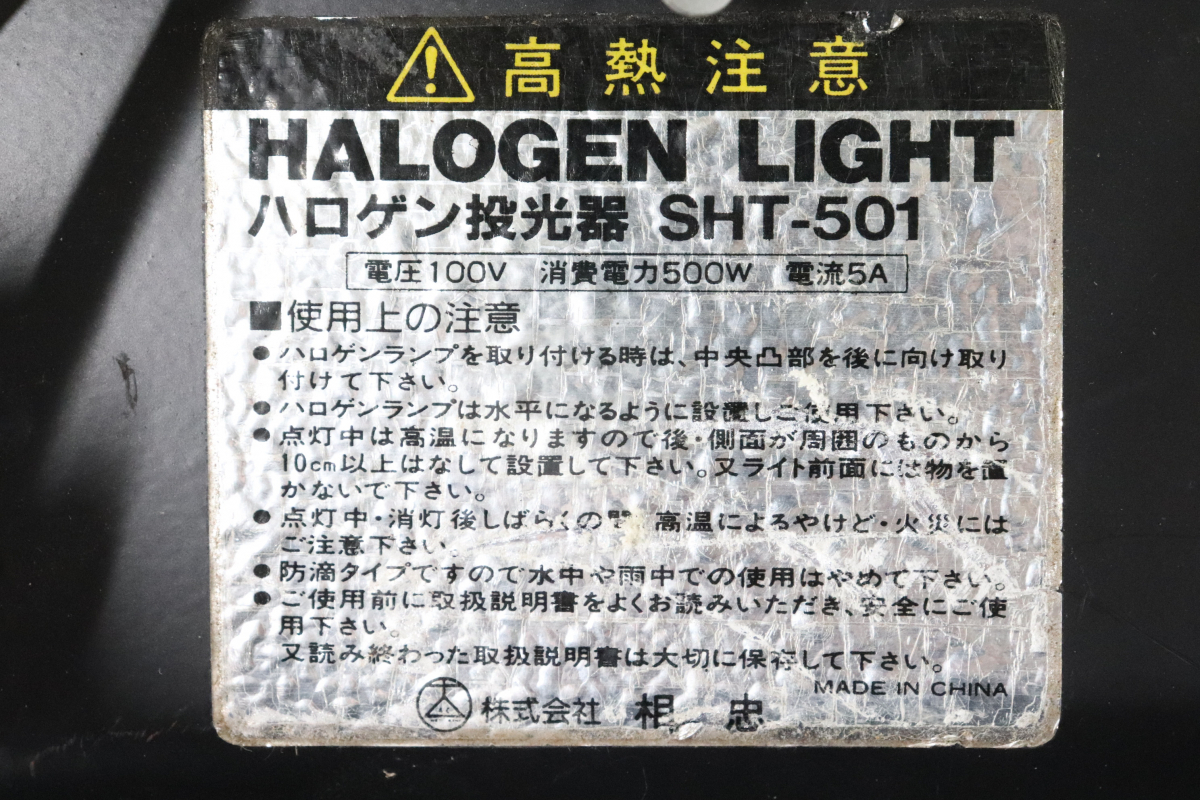 高熱注意
HALOGEN LIGHT
ハロゲン投光器 SHT-501
電圧100V 消費電力500W 電流5A
■使用上の注意
●ハロゲンランプを取り付ける時は、中央凸部を後に向け取り
付けて下さい。
●ハロゲンランプは水平になるように設置しご使用下さい。
●点灯中は高温になりますので後・側面が周囲のものから
10cm以上はなして設置して下さい。又ライト前面には物を置
かないで下さい。
●点灯中・消灯後しばらくの間、高温によるやけど・火災には
ご注意下さい。
●防滴タイプですので水中や雨中での使用はやめて下さい。
●ご使用前に取扱説明書をよくお読みいただき、安全にご使
用下さい。
又読み終わった取扱説明書は大切に保存して下さい。
MADE IN CHINA
株式会社 相忠